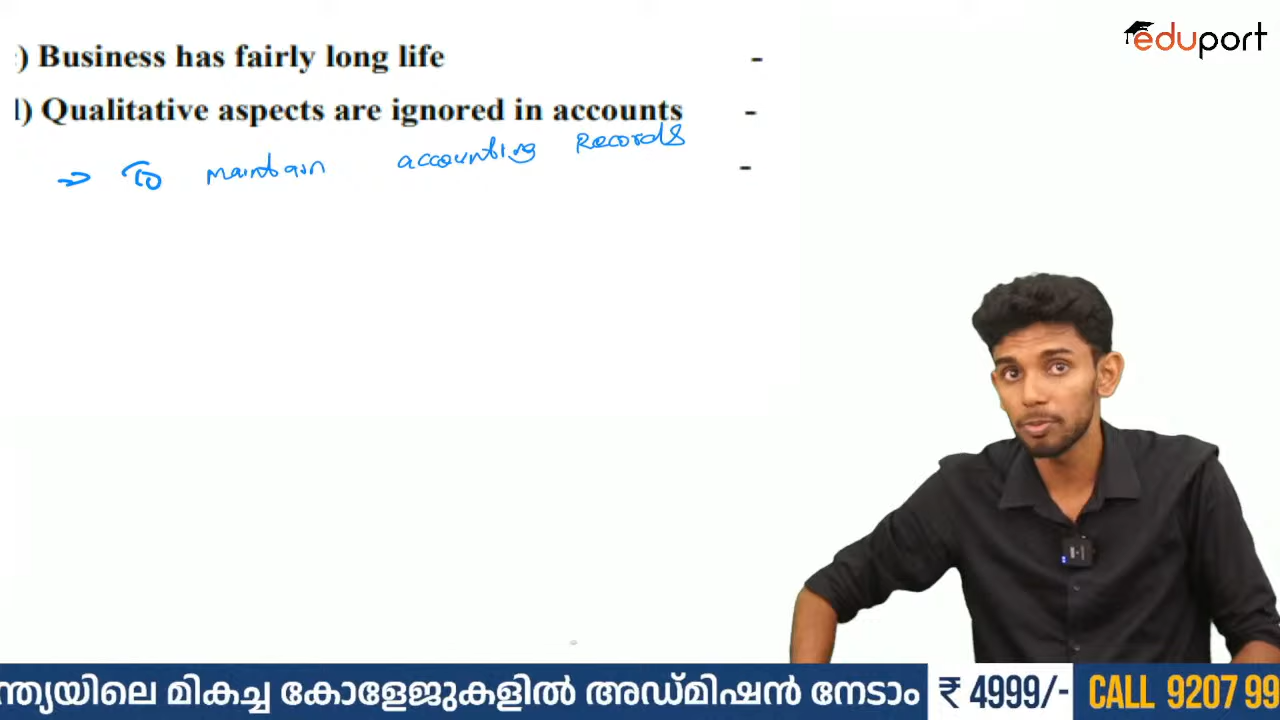 eduport
) Business has fairly long life -
) Qualitative aspects are ignored in accounts -
→ To maintain accounting Records -
ന്ത്യയിലെ മികച്ച കോളേജുകളിൽ അഡ്മിഷൻ നേടാം ₹ 4999/- CALL 9207 99